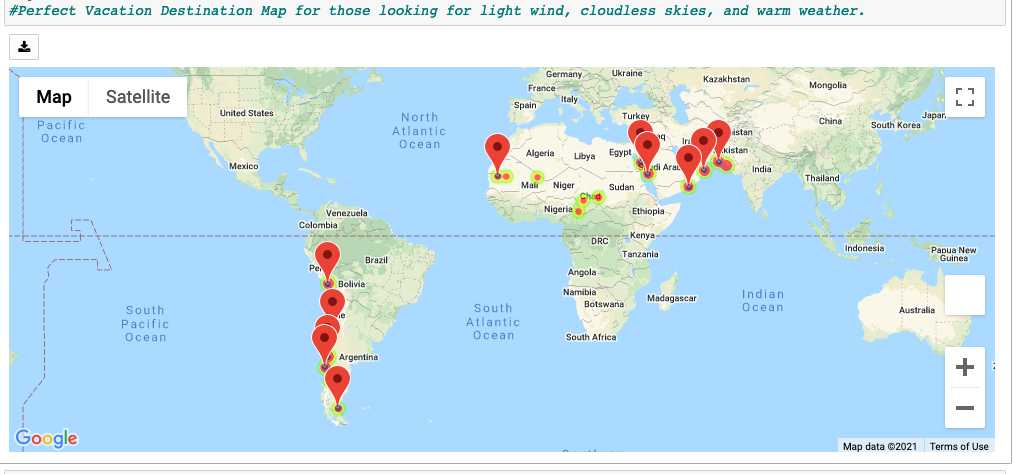 #Perfect Vacation Destination Map for those looking for light wind, cloudless skies, and warm weather.
Map
Satellite
Pacific
Ocean
United States
Mexico
North
Atlantic
Ocean
Germany
Ukraine
France
Italy
Spain
Turkey
Kazakhstan
Mongolia
China
South Korea
Japan
Algeria
Libya
Egypt
Mali
Niger
Chad
Sudan
Nigeria
Ethiopia
India
Thailand
Venezuela
Colombia
Brazil
Bolivia
DRC
Kenya
Tanzania
Indonesia
Papua New
Guinea
Angola
Namibia
Botswana
Madagascar
South Africa
South
Pacific
Ocean
South
Atlantic
Ocean
Indian
Ocean
Australia
Argentina
Google
Map data ©2021
Terms of Use